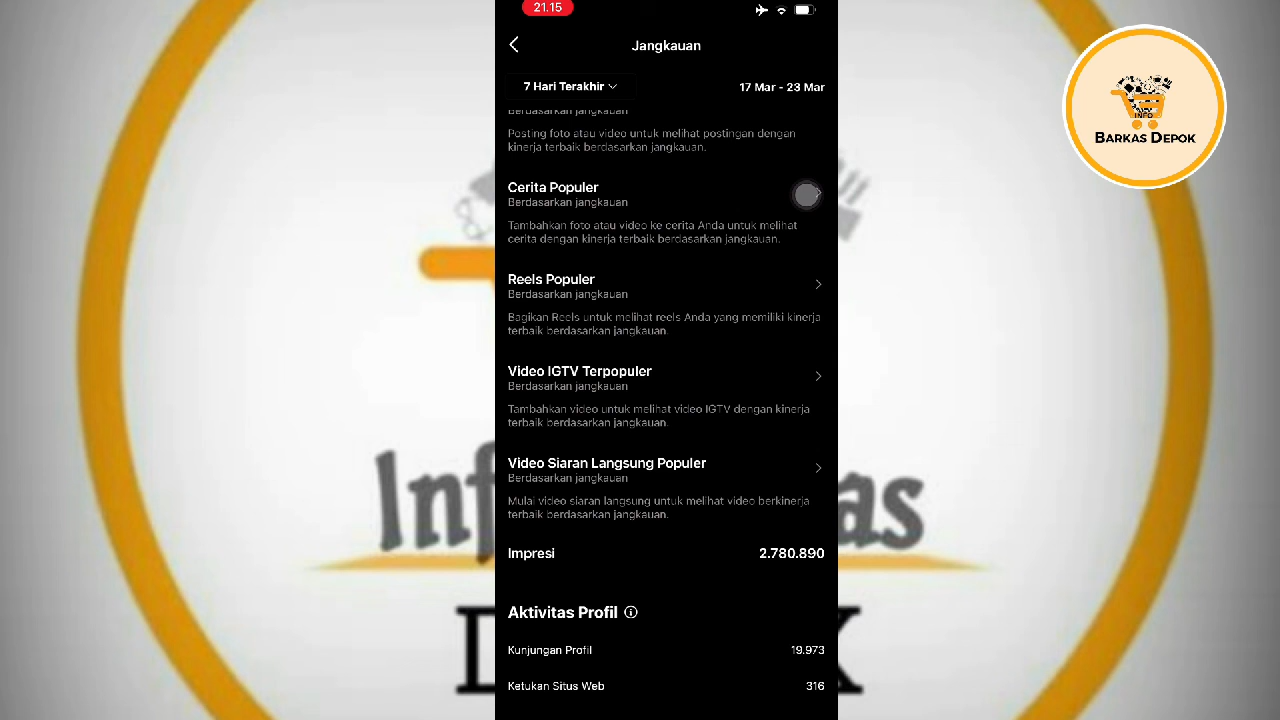 21.15
Jangkauan
7 Hari Terakhir
17 Mar - 23 Mar
Berdasarkan jangkauan
Posting foto atau video untuk melihat postingan dengan
kinerja terbaik berdasarkan jangkauan.
Cerita Populer
Berdasarkan jangkauan
Tambahkan foto atau video ke cerita Anda untuk melihat
cerita dengan kinerja terbaik berdasarkan jangkauan.
Reels Populer
Berdasarkan jangkauan
Bagikan Reels untuk melihat reels Anda yang memiliki kinerja
terbaik berdasarkan jangkauan.
Video IGTV Terpopuler
Berdasarkan jangkauan
Tambahkan video untuk melihat video IGTV dengan kinerja
terbaik berdasarkan jangkauan.
Video Siaran Langsung Populer
Berdasarkan jangkauan
Mulai video siaran langsung untuk melihat video berkinerja
terbaik berdasarkan jangkauan.
Impresi 2.780.890
Aktivitas Profil
Kunjungan Profil 19.973
Ketukan Situs Web 316
INFO
BARKAS DEPOK